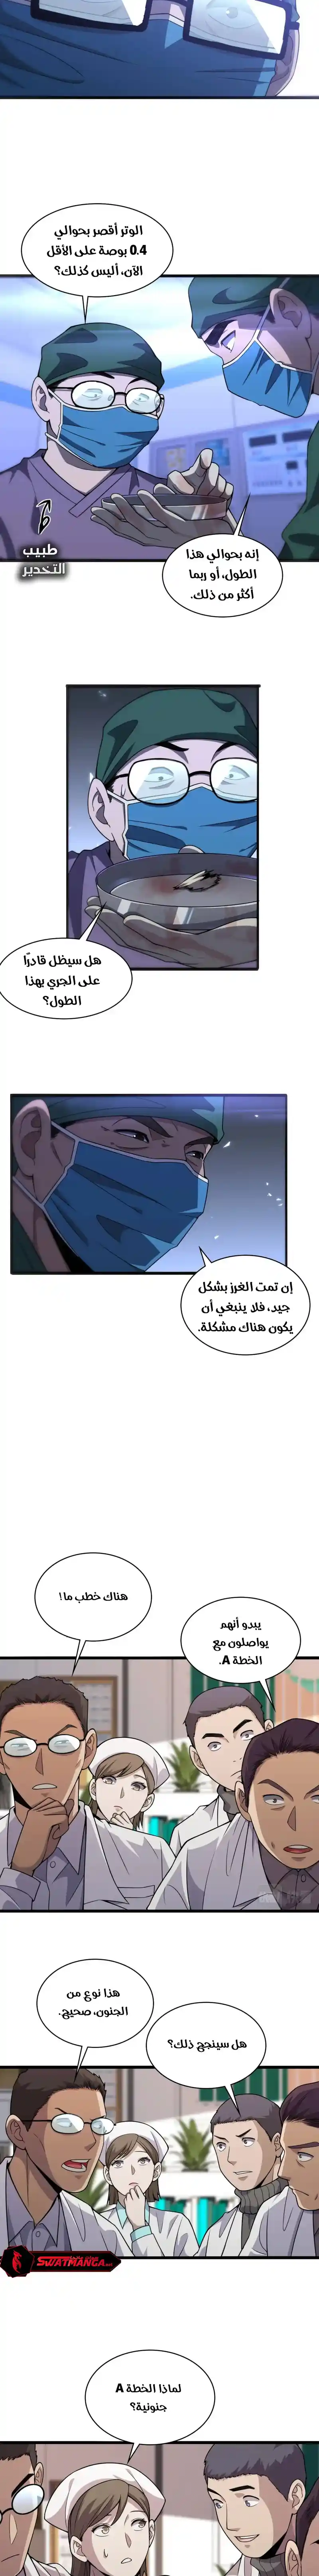 الوتر أقصر بحوالي
0.4 بوصة على الأقل
الآن، أليس كذلك؟
طبيب
التخدير
إنه بحوالي هذا
الطول، أو ربما
أكثر من ذلك.
هل سيظل قادرًا
على الجري بهذا
الطول؟
إن تمت الغرز بشكل
جيد، فلا ينبغي أن
يكون هناك مشكلة.
هناك خطب ما!
يبدو أنهم
يواصلون مع
الخطة A.
هذا نوع من
الجنون، صحيح.
هل سينجح ذلك؟
SWATMANGA
لماذا الخطة A
جنونية؟